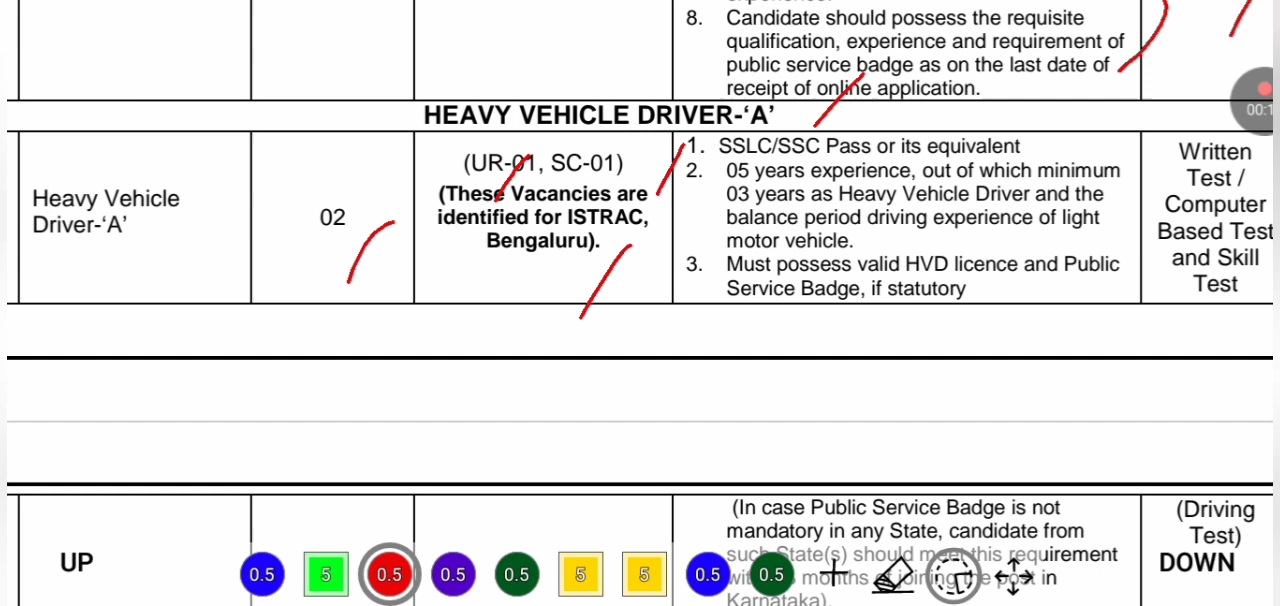 experience.
8. Candidate should possess the requisite
qualification, experience and requirement of
public service badge as on the last date of
receipt of online application.
HEAVY VEHICLE DRIVER-‘A’
Heavy Vehicle
Driver-‘A’
02
(UR-01, SC-01)
(These Vacancies are
identified for ISTRAC,
Bengaluru).
1. SSLC/SSC Pass or its equivalent
2. 05 years experience, out of which minimum
03 years as Heavy Vehicle Driver and the
balance period driving experience of light
motor vehicle.
3. Must possess valid HVD licence and Public
Service Badge, if statutory
Written
Test /
Computer
Based Test
and Skill
Test
00:1
(In case Public Service Badge is not
mandatory in any State, candidate from
such State(s) should meet this requirement
months of joining the post in
Karnataka).
(Driving
Test)
UP
DOWN
0.5
5
0.5
0.5
0.5
5
5
0.5
0.5